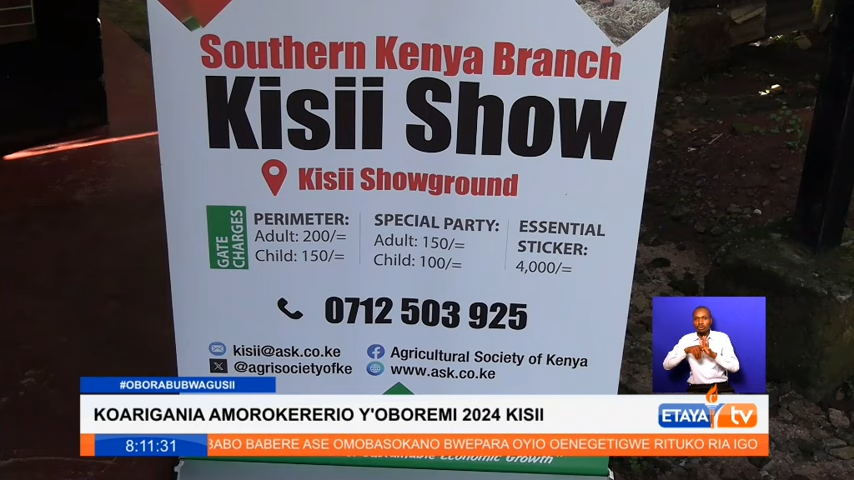 Southern Kenya Branch
Kisii Show
Kisii Showground
GATE CHARGES
PERIMETER:
Adult: 200/=
Child: 150/=
SPECIAL PARTY:
Adult: 150/=
Child: 100/=
ESSENTIAL
STICKER:
4,000/=
0712 503 925
kisii@ask.co.ke
@agrisocietyofke
Agricultural Society of Kenya
www.ask.co.ke
#OBORABUBWAGUSII
KOARIGANIA AMOROKERERIO Y'OBOREMI 2024 KISII
ETAYA tv
8:11:31
BABO BABERE ASE OMOBASOKANO BWEPARA OYIO OENEGETIGWE RITUKO RIA IGO
Sustainable Economic Growth"